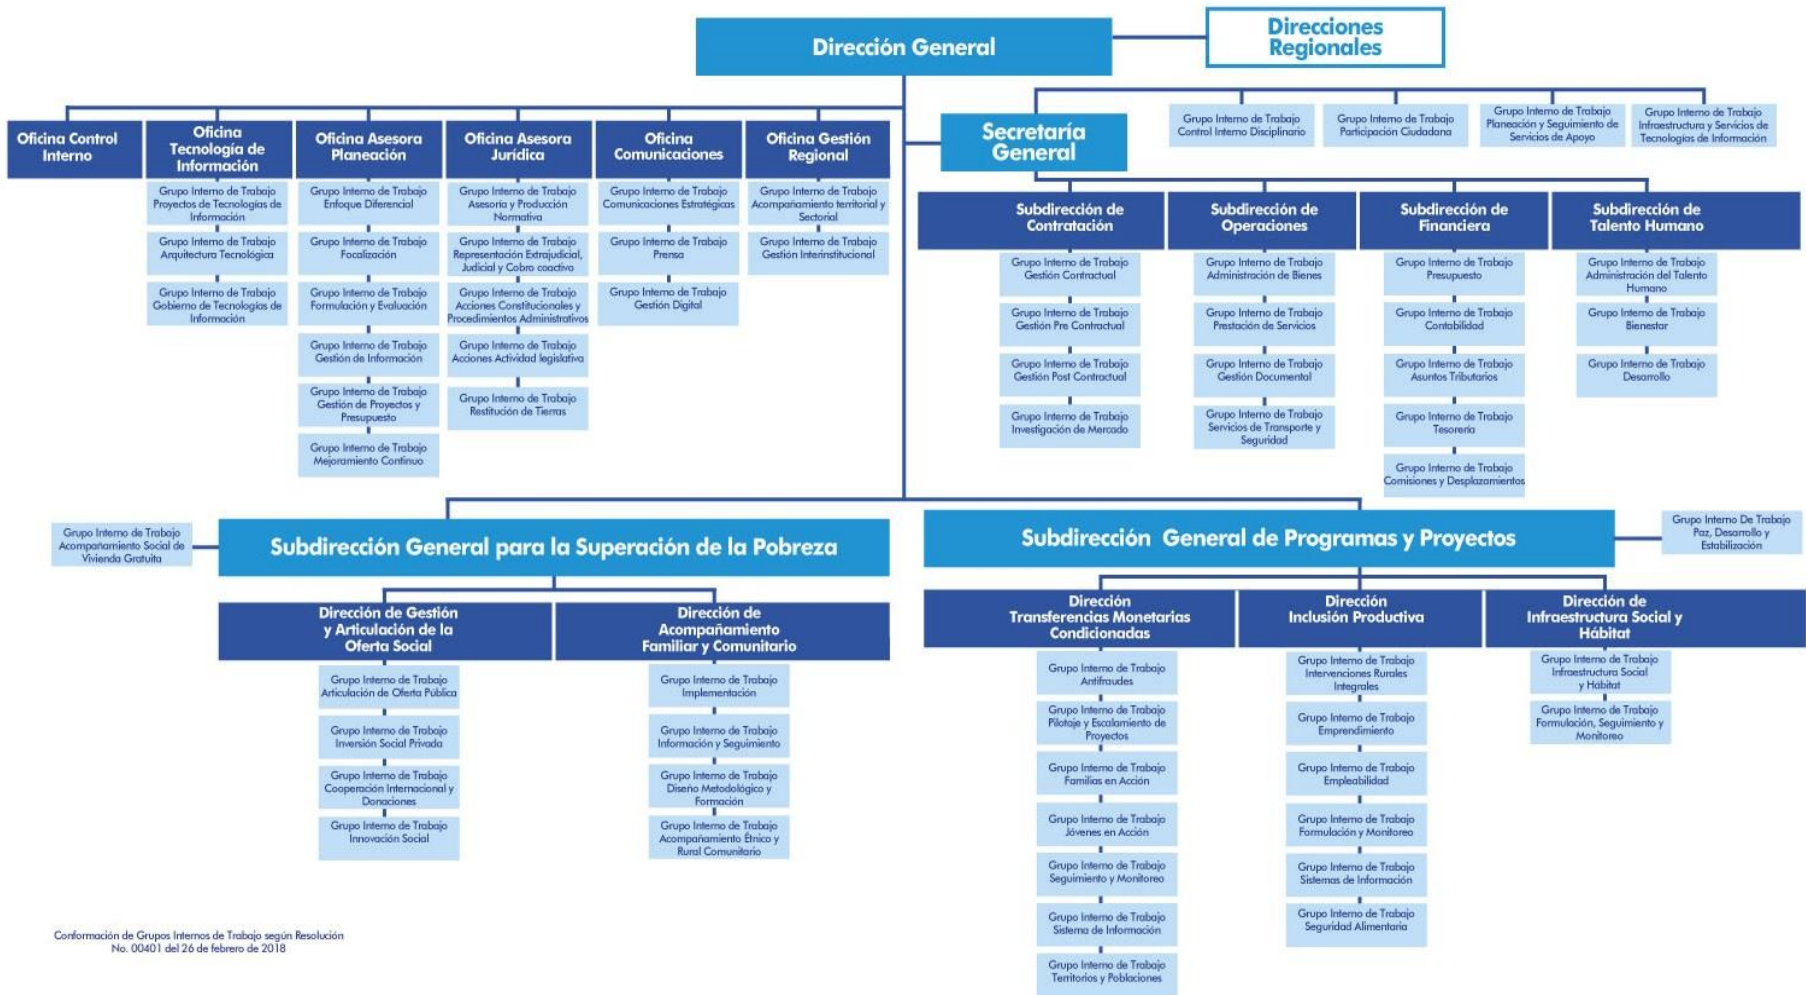 Dirección General
Direcciones
Regionales
Oficina Control
Interno
Oficina
Tecnología de
Información
Grupo Interno de Trabajo
Proyectos de Tecnologías de
Información
Grupo Interno de Trabajo
Arquitectura Tecnológica
Grupo Interno de Trabajo
Gobierno de Tecnologías de
Información
Oficina Asesora
Planeación
Grupo Interno de Trabajo
Enfoque Diferencial
Grupo Interno de Trabajo
Focalización
Grupo Interno de Trabajo
Formulación y Evaluación
Grupo Interno de Trabajo
Gestión de Información
Grupo Interno de Trabajo
Gestión de Proyectos y
Presupuesto
Grupo Interno de Trabajo
Mejoramiento Continuo
Oficina Asesora
Jurídica
Grupo Interno de Trabajo
Asesoría y Producción
Normativa
Grupo Interno de Trabajo
Representación Extrajudicial,
Judicial y Cobro coactivo
Grupo Interno de Trabajo
Acciones Constitucionales y
Procedimientos Administrativos
Grupo Interno de Trabajo
Acciones Actividad legislativa
Grupo Interno de Trabajo
Restitución de Tierras
Oficina
Comunicaciones
Grupo Interno de Trabajo
Comunicaciones Estratégicas
Grupo Interno de Trabajo
Prensa
Grupo Interno de Trabajo
Gestión Digital
Oficina Gestión
Regional
Grupo Interno de Trabajo
Acompañamiento territorial y
Sectorial
Grupo Interno de Trabajo
Gestión Interinstitucional
Secretaría
General
Grupo Interno de Trabajo
Control Interno Disciplinario
Grupo Interno de Trabajo
Participación Ciudadana
Grupo Interno de Trabajo
Planeación y Seguimiento de
Servicios de Apoyo
Grupo Interno de Trabajo
Infraestructura y Servicios de
Tecnologías de Información
Subdirección de
Contratación
Grupo Interno de Trabajo
Gestión Contractual
Grupo Interno de Trabajo
Gestión Pre Contractual
Grupo Interno de Trabajo
Gestión Post Contractual
Grupo Interno de Trabajo
Investigación de Mercado
Subdirección de
Operaciones
Grupo Interno de Trabajo
Administración de Bienes
Grupo Interno de Trabajo
Prestación de Servicios
Grupo Interno de Trabajo
Gestión Documental
Grupo Interno de Trabajo
Servicios de Transporte y
Seguridad
Subdirección de
Financiera
Grupo Interno de Trabajo
Presupuesto
Grupo Interno de Trabajo
Contabilidad
Grupo Interno de Trabajo
Asuntos Tributarios
Grupo Interno de Trabajo
Tesorería
Grupo Interno de Trabajo
Comisiones y Desplazamientos
Subdirección de
Talento Humano
Grupo Interno de Trabajo
Administración del Talento
Humano
Grupo Interno de Trabajo
Bienestar
Grupo Interno de Trabajo
Desarrollo
Grupo Interno de Trabajo
Acompañamiento Social de
Vivienda Gratuita
Subdirección General para la Superación de la Pobreza
Dirección de Gestión
y Articulación de la
Oferta Social
Grupo Interno de Trabajo
Articulación de Oferta Pública
Grupo Interno de Trabajo
Inversión Social Privada
Grupo Interno de Trabajo
Cooperación Internacional y
Donaciones
Grupo Interno de Trabajo
Innovación Social
Dirección de
Acompañamiento
Familiar y Comunitario
Grupo Interno de Trabajo
Implementación
Grupo Interno de Trabajo
Información y Seguimiento
Grupo Interno de Trabajo
Diseño Metodológico y
Formación
Grupo Interno de Trabajo
Acompañamiento Étnico y
Rural Comunitario
Subdirección General de Programas y Proyectos
Grupo Interno De Trabajo
Paz, Desarrollo y
Estabilización
Dirección
Transferencias Monetarias
Condicionadas
Grupo Interno de Trabajo
Antifraudes
Grupo Interno de Trabajo
Pilotaje y Escalamiento de
Proyectos
Grupo Interno de Trabajo
Familias en Acción
Grupo Interno de Trabajo
Jóvenes en Acción
Grupo Interno de Trabajo
Seguimiento y Monitoreo
Grupo Interno de Trabajo
Sistema de Información
Grupo Interno de Trabajo
Territorios y Poblaciones
Dirección
Inclusión Productiva
Grupo Interno de Trabajo
Intervenciones Rurales
Integrales
Grupo Interno de Trabajo
Emprendimiento
Grupo Interno de Trabajo
Empleabilidad
Grupo Interno de Trabajo
Formulación y Monitoreo
Grupo Interno de Trabajo
Sistemas de Información
Grupo Interno de Trabajo
Seguridad Alimentaria
Dirección de
Infraestructura Social y
Hábitat
Grupo Interno de Trabajo
Infraestructura Social
y Hábitat
Grupo Interno de Trabajo
Formulación, Seguimiento y
Monitoreo
Conformación de Grupos Internos de Trabajo según Resolución
No. 00401 del 26 de febrero de 2018